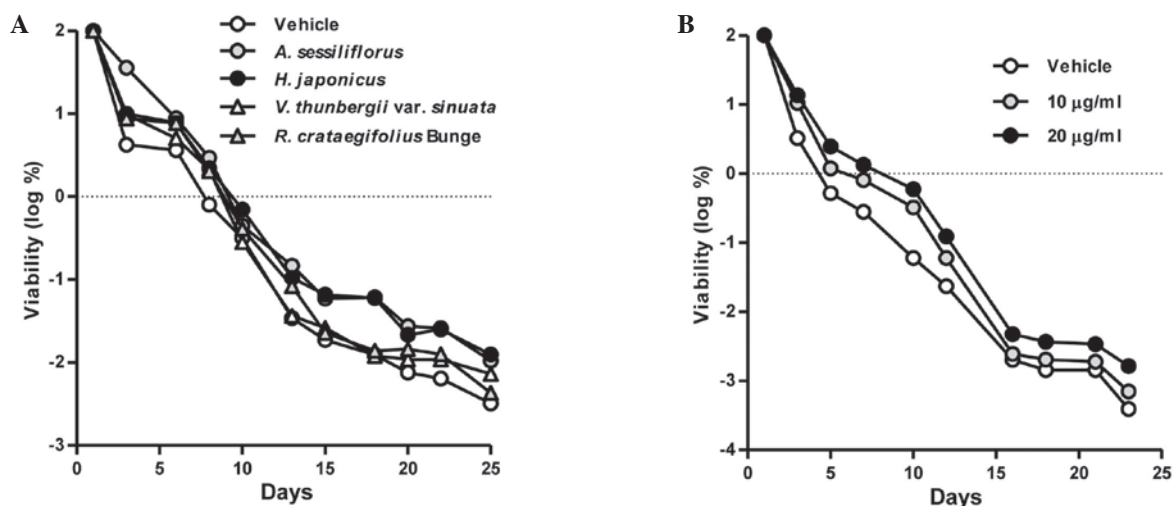 A
Vehicle
A. sessiliflorus
H. japonicus
V. thunbergii var. sinuata
R. crataegifolius Bunge
Viability (log %)
2
1
0
-1
-2
-3
0 5 10 15 20 25
Days
B
Vehicle
10 μg/ml
20 μg/ml
Viability (log %)
2
1
0
-1
-2
-3
-4
0 5 10 15 20 25
Days